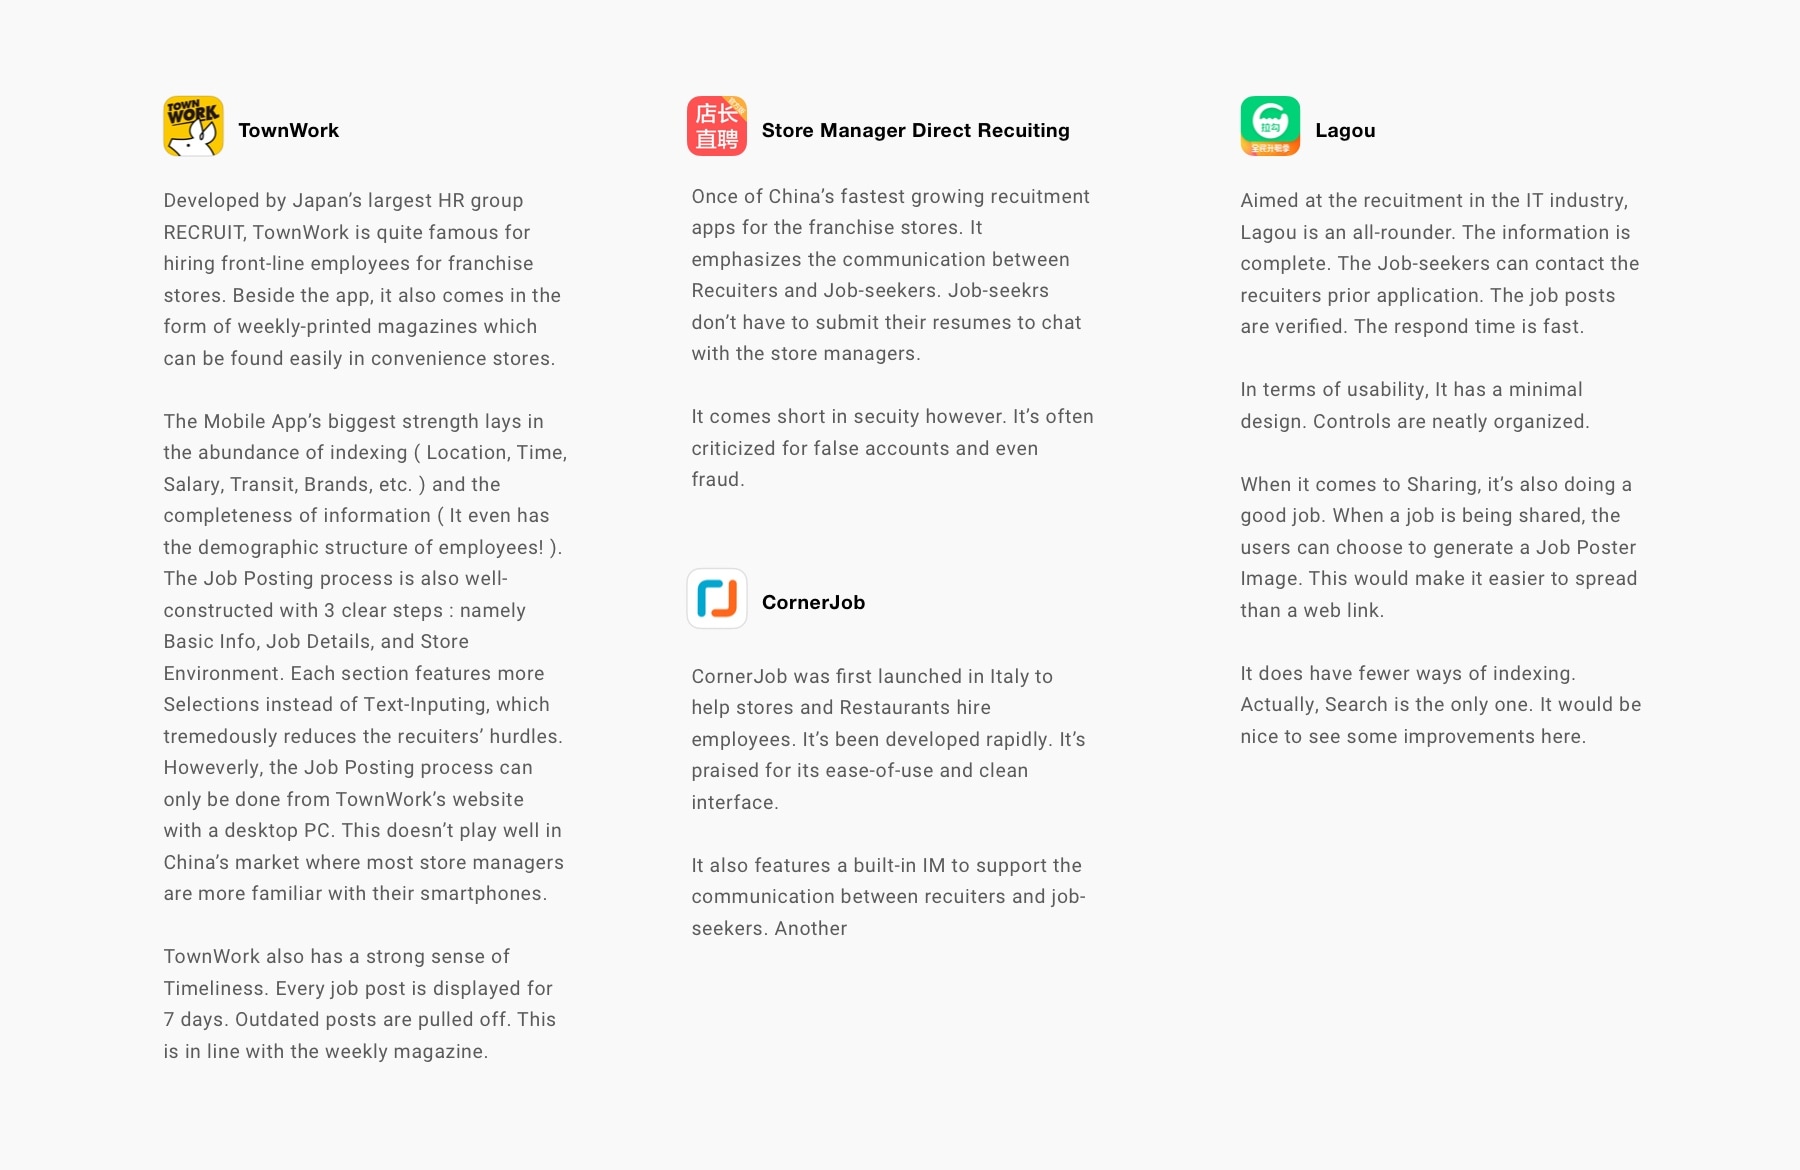 TOWN
WORK
TownWork
Developed by Japan’s largest HR group
RECRUIT, TownWork is quite famous for
hiring front-line employees for franchise
stores. Beside the app, it also comes in the
form of weekly-printed magazines which
can be found easily in convenience stores.
The Mobile App’s biggest strength lays in
the abundance of indexing ( Location, Time,
Salary, Transit, Brands, etc. ) and the
completeness of information ( It even has
the demographic structure of employees! ).
The Job Posting process is also well-
constructed with 3 clear steps : namely
Basic Info, Job Details, and Store
Environment. Each section features more
Selections instead of Text-Inputing, which
tremedously reduces the recuiters’ hurdles.
Howeverly, the Job Posting process can
only be done from TownWork’s website
with a desktop PC. This doesn’t play well in
China’s market where most store managers
are more familiar with their smartphones.
TownWork also has a strong sense of
Timeliness. Every job post is displayed for
7 days. Outdated posts are pulled off. This
is in line with the weekly magazine.
店长
直聘
Store Manager Direct Recuiting
Once of China’s fastest growing recuitment
apps for the franchise stores. It
emphasizes the communication between
Recuiters and Job-seekers. Job-seekrs
don’t have to submit their resumes to chat
with the store managers.
It comes short in secuity however. It’s often
criticized for false accounts and even
fraud.
CornerJob
CornerJob was first launched in Italy to
help stores and Restaurants hire
employees. It’s been developed rapidly. It’s
praised for its ease-of-use and clean
interface.
It also features a built-in IM to support the
communication between recuiters and job-
seekers. Another
拉勾
全民升职季
Lagou
Aimed at the recuitment in the IT industry,
Lagou is an all-rounder. The information is
complete. The Job-seekers can contact the
recuiters prior application. The job posts
are verified. The respond time is fast.
In terms of usability, It has a minimal
design. Controls are neatly organized.
When it comes to Sharing, it’s also doing a
good job. When a job is being shared, the
users can choose to generate a Job Poster
Image. This would make it easier to spread
than a web link.
It does have fewer ways of indexing.
Actually, Search is the only one. It would be
nice to see some improvements here.